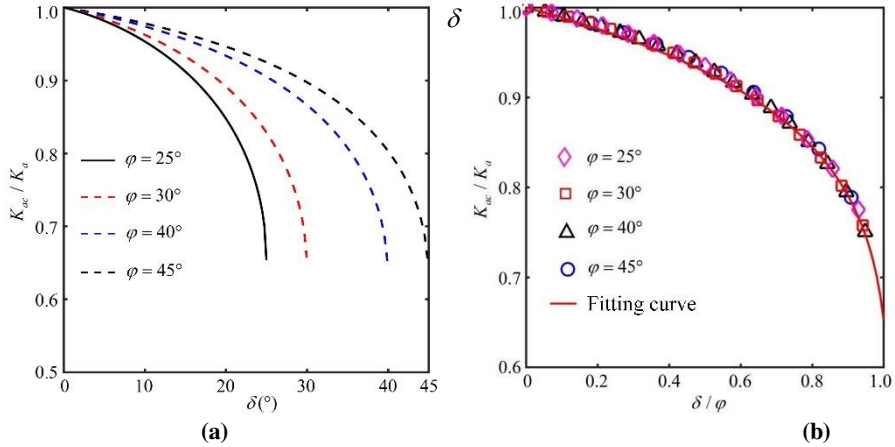 1.0
0.9
0.8
0.7
0.6
0.5
K_ac / K_a
φ = 25°
φ = 30°
φ = 40°
φ = 45°
0 10 20 30 40 45
δ(°)
(a)
δ
1.0
0.9
0.8
0.7
0.6
K_ac / K_a
φ = 25°
φ = 30°
φ = 40°
φ = 45°
Fitting curve
0 0.2 0.4 0.6 0.8 1.0
δ / φ
(b)